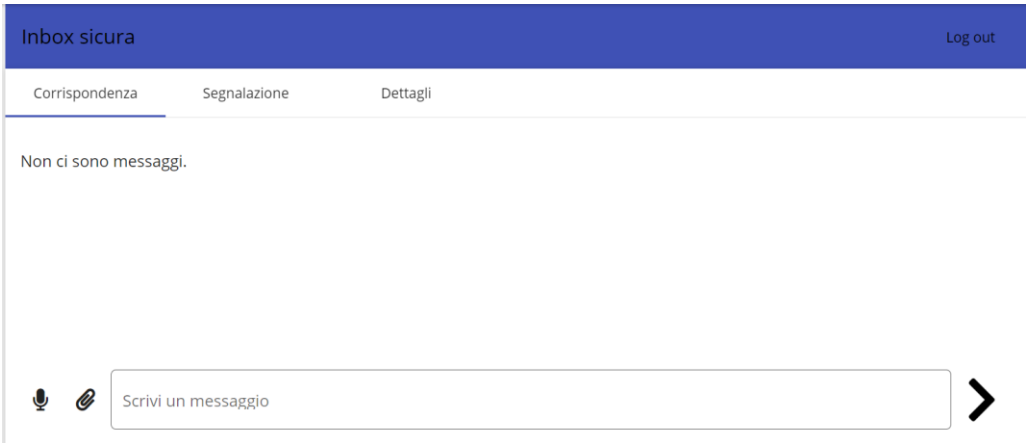 Inbox sicura Log out
Corrispondenza Segnalazione Dettagli
Non ci sono messaggi.
Scrivi un messaggio